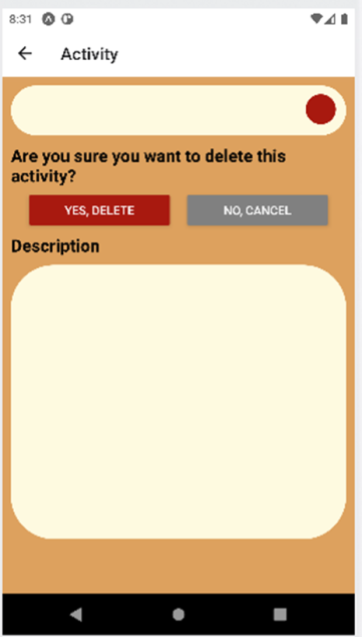 8:31
Activity
Are you sure you want to delete this
activity?
YES, DELETE
NO, CANCEL
Description